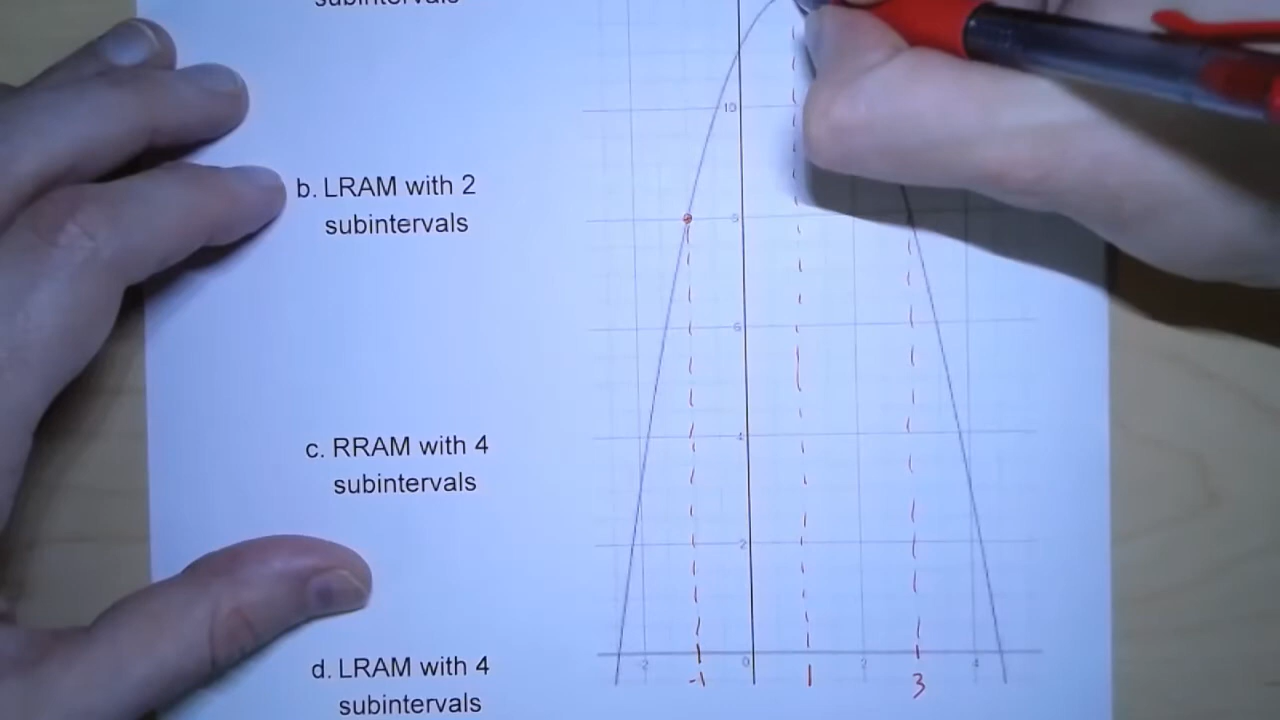 subintervals
b. LRAM with 2
subintervals
c. RRAM with 4
subintervals
d. LRAM with 4
subintervals
10
8
6
4
2
-2
0
2
4
-1
1
3